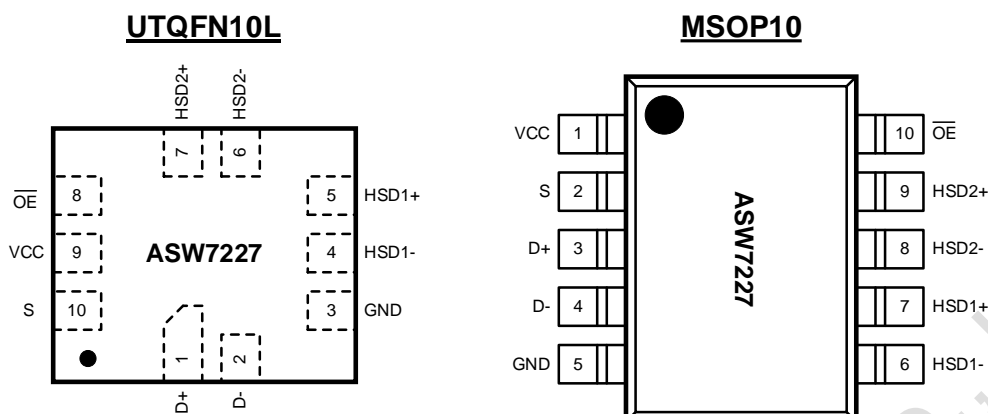 UTQFN10L
HSD2+
HSD2-
7
6
OE
8
5
HSD1+
VCC
9
ASW7227
4
HSD1-
S
10
3
GND
1
2
D+
D-
MSOP10
VCC
1
10
OE
S
2
9
HSD2+
D+
3
ASW7227
8
HSD2-
D-
4
7
HSD1+
GND
5
6
HSD1-